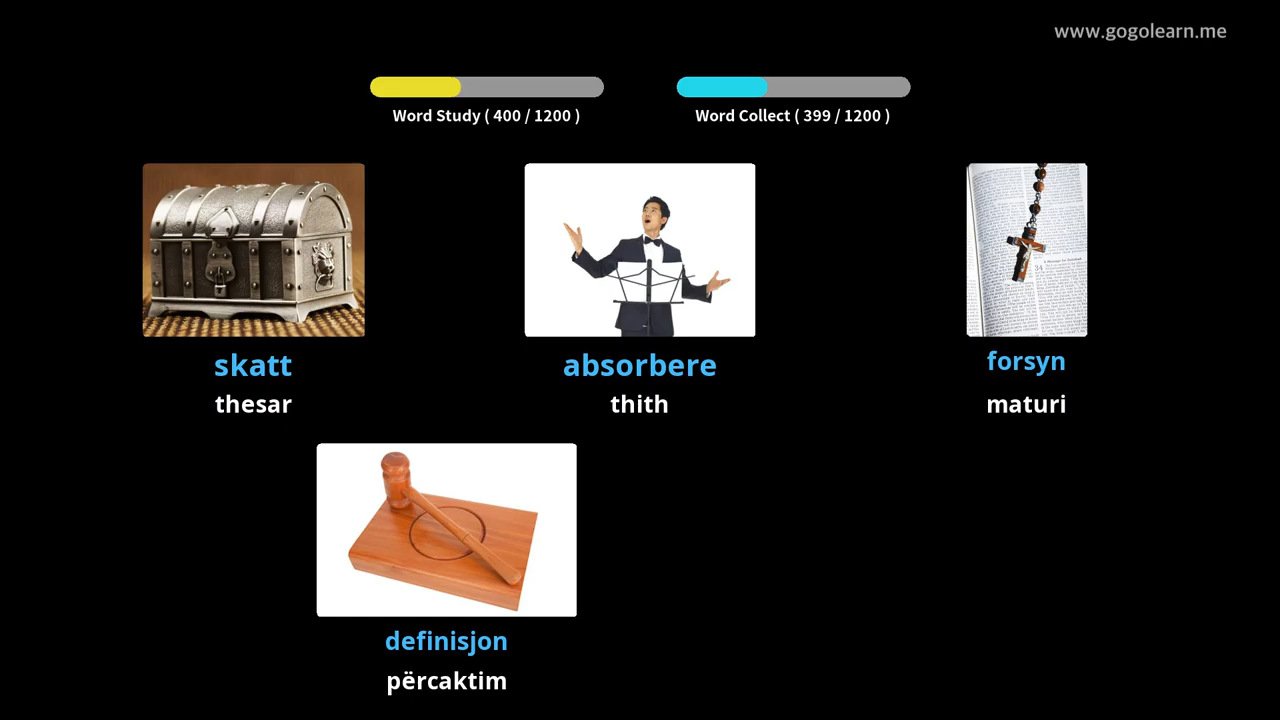 www.gogolearn.me
Word Study ( 400 / 1200 )
Word Collect ( 399 / 1200 )
skatt
thesar
absorbere
thith
forsyn
maturi
definisjon
përcaktim